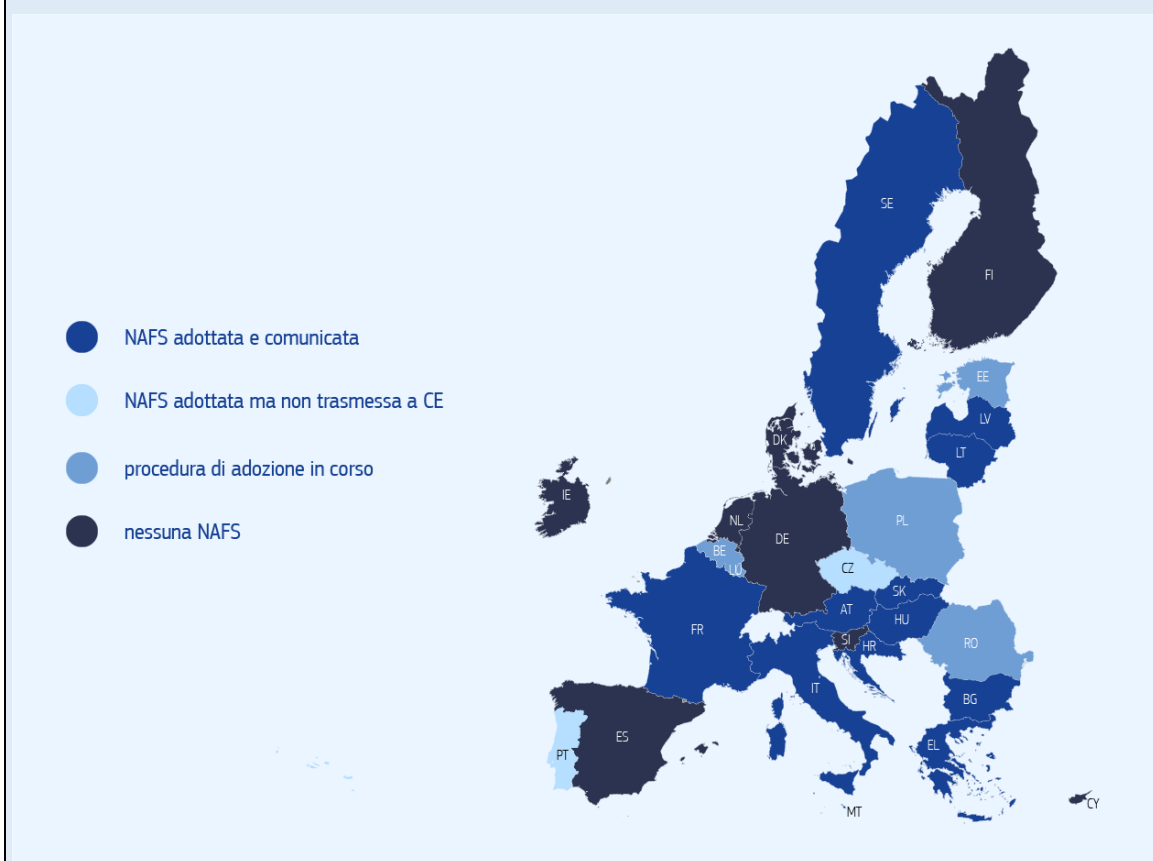 NAFS adottata e comunicata
NAFS adottata ma non trasmessa a CE
procedura di adozione in corso
nessuna NAFS
SE
FI
EE
LV
LT
DK
IE
NL
PL
DE
BE
LU
CZ
SK
AT
HU
FR
SI
HR
RO
IT
BG
ES
EL
PT
CY
MT